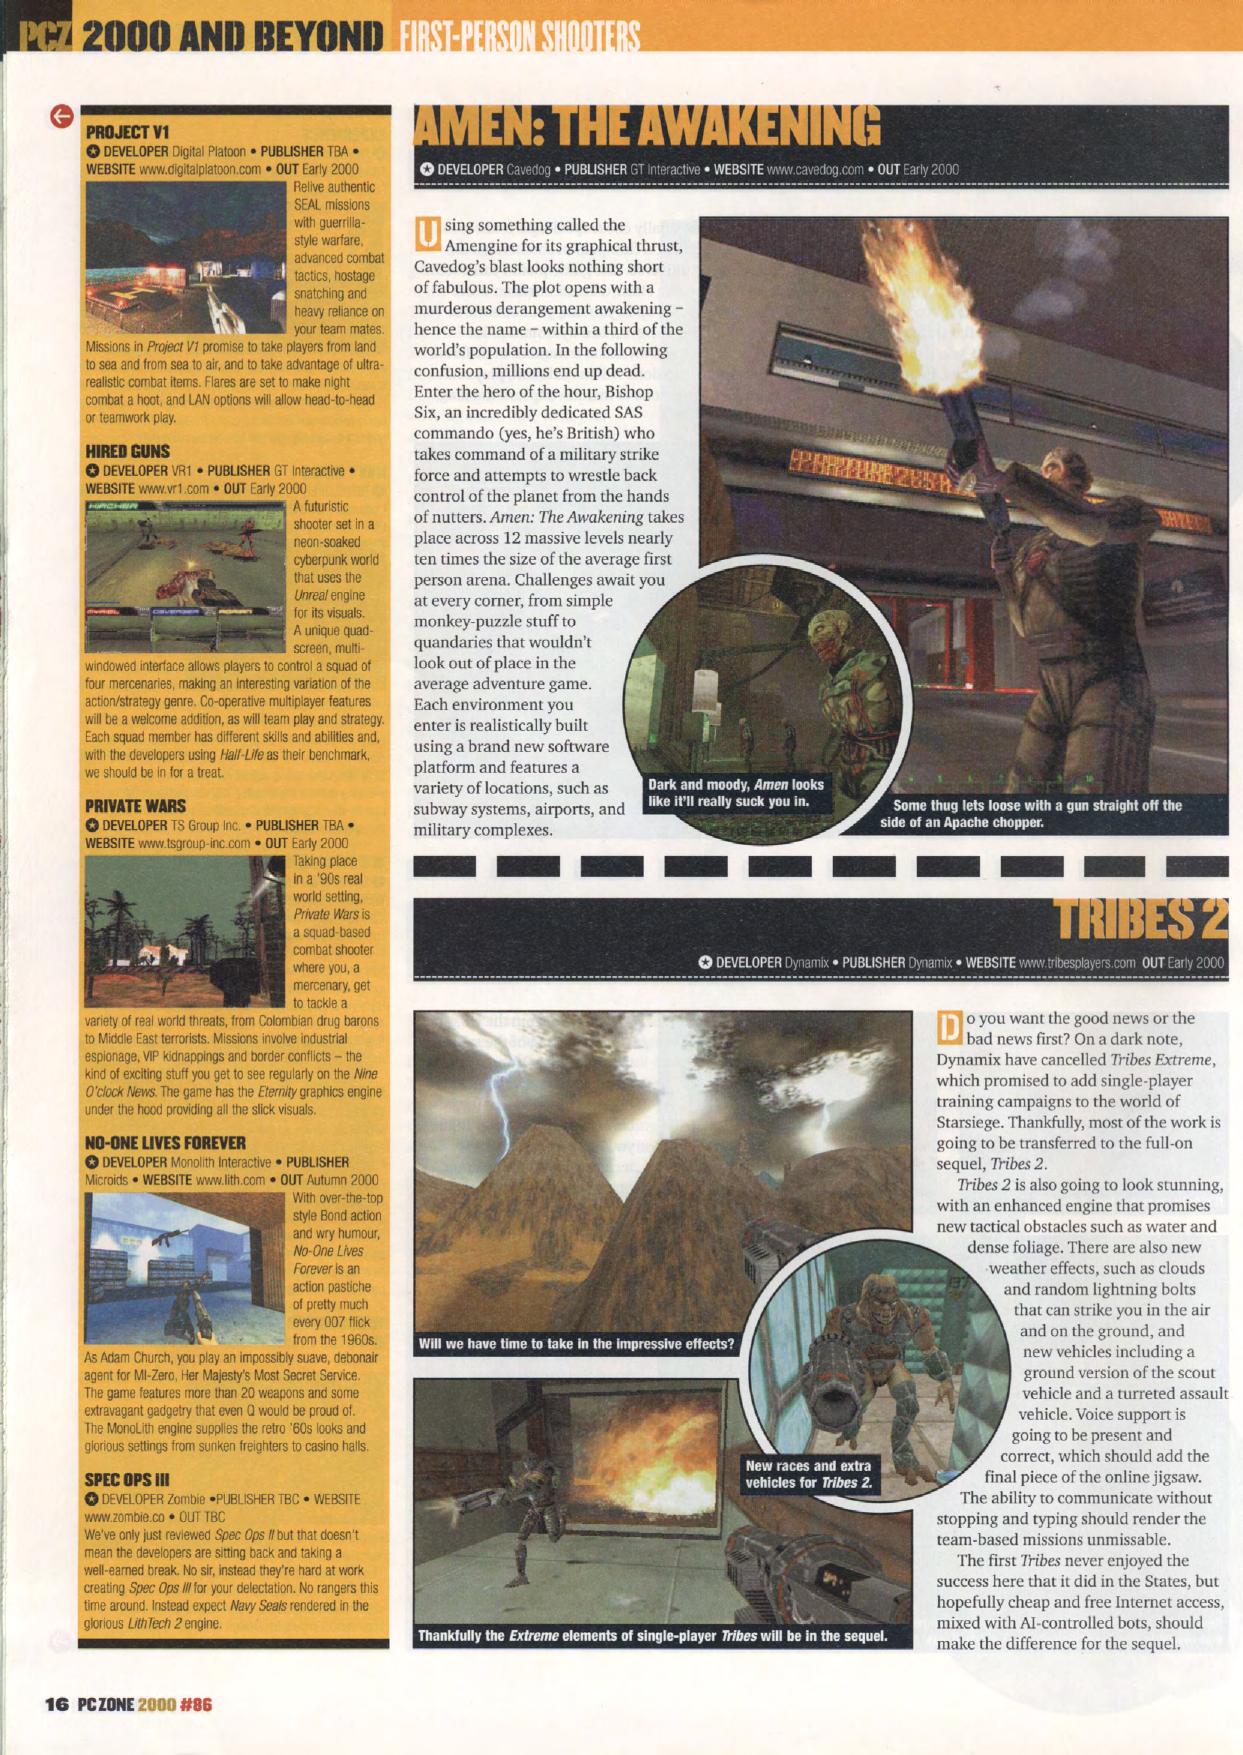 PCZ 2000 AND BEYOND FIRST-PERSON SHOOTERS
PROJECT V1
DEVELOPER Digital Platoon • PUBLISHER TBA •
WEBSITE www.digitalplatoon.com • OUT Early 2000
Relive authentic
SEAL missions
with guerrilla-
style warfare,
advanced combat
tactics, hostage
snatching and
heavy reliance on
your team mates.
Missions in Project V1 promise to take players from land
to sea and from sea to air, and to take advantage of ultra-
realistic combat items. Flares are set to make night
combat a hoot, and LAN options will allow head-to-head
or teamwork play.
HIRED GUNS
DEVELOPER VR1 • PUBLISHER GT Interactive •
WEBSITE www.vr1.com • OUT Early 2000
A futuristic
shooter set in a
neon-soaked
cyberpunk world
that uses the
Unreal engine
for its visuals.
A unique quad-
screen, multi-
windowed interface allows players to control a squad of
four mercenaries, making an interesting variation of the
action/strategy genre. Co-operative multiplayer features
will be a welcome addition, as will team play and strategy.
Each squad member has different skills and abilities and,
with the developers using Half-Life as their benchmark,
we should be in for a treat.
PRIVATE WARS
DEVELOPER TS Group Inc. • PUBLISHER TBA •
WEBSITE www.tsgroup-inc.com • OUT Early 2000
Taking place
in a '90s real
world setting,
Private Wars is
a squad-based
combat shooter
where you, a
mercenary, get
to tackle a
variety of real world threats, from Colombian drug barons
to Middle East terrorists. Missions involve industrial
espionage, VIP kidnappings and border conflicts – the
kind of exciting stuff you get to see regularly on the Nine
O'clock News. The game has the Eternity graphics engine
under the hood providing all the slick visuals.
NO-ONE LIVES FOREVER
DEVELOPER Monolith Interactive • PUBLISHER
Microids • WEBSITE www.lith.com • OUT Autumn 2000
With over-the-top
style Bond action
and wry humour,
No-One Lives
Forever is an
action pastiche
of pretty much
every 007 flick
from the 1960s.
As Adam Church, you play an impossibly suave, debonair
agent for MI-Zero, Her Majesty's Most Secret Service.
The game features more than 20 weapons and some
extravagant gadgetry that even Q would be proud of.
The MonoLith engine supplies the retro '60s looks and
glorious settings from sunken freighters to casino halls.
SPEC OPS III
DEVELOPER Zombie •PUBLISHER TBC • WEBSITE
www.zombie.co • OUT TBC
We've only just reviewed Spec Ops II but that doesn't
mean the developers are sitting back and taking a
well-earned break. No sir, instead they're hard at work
creating Spec Ops III for your delectation. No rangers this
time around. Instead expect Navy Seals rendered in the
glorious LithTech 2 engine.
AMEN: THE AWAKENING
DEVELOPER Cavedog • PUBLISHER GT Interactive • WEBSITE www.cavedog.com • OUT Early 2000
Using something called the
Amengine for its graphical thrust,
Cavedog's blast looks nothing short
of fabulous. The plot opens with a
murderous derangement awakening –
hence the name – within a third of the
world's population. In the following
confusion, millions end up dead.
Enter the hero of the hour, Bishop
Six, an incredibly dedicated SAS
commando (yes, he's British) who
takes command of a military strike
force and attempts to wrestle back
control of the planet from the hands
of nutters. Amen: The Awakening takes
place across 12 massive levels nearly
ten times the size of the average first
person arena. Challenges await you
at every corner, from simple
monkey-puzzle stuff to
quandaries that wouldn't
look out of place in the
average adventure game.
Each environment you
enter is realistically built
using a brand new software
platform and features a
variety of locations, such as
subway systems, airports, and
military complexes.
Dark and moody, Amen looks
like it'll really suck you in.
Some thug lets loose with a gun straight off the
side of an Apache chopper.
TRIBES 2
DEVELOPER Dynamix • PUBLISHER Dynamix • WEBSITE www.tribesplayers.com OUT Early 2000
Will we have time to take in the impressive effects?
New races and extra
vehicles for Tribes 2.
Thankfully the Extreme elements of single-player Tribes will be in the sequel.
Do you want the good news or the
bad news first? On a dark note,
Dynamix have cancelled Tribes Extreme,
which promised to add single-player
training campaigns to the world of
Starsiege. Thankfully, most of the work is
going to be transferred to the full-on
sequel, Tribes 2.
Tribes 2 is also going to look stunning,
with an enhanced engine that promises
new tactical obstacles such as water and
dense foliage. There are also new
weather effects, such as clouds
and random lightning bolts
that can strike you in the air
and on the ground, and
new vehicles including a
ground version of the scout
vehicle and a turreted assault
vehicle. Voice support is
going to be present and
correct, which should add the
final piece of the online jigsaw.
The ability to communicate without
stopping and typing should render the
team-based missions unmissable.
The first Tribes never enjoyed the
success here that it did in the States, but
hopefully cheap and free Internet access,
mixed with AI-controlled bots, should
make the difference for the sequel.
16 PC ZONE 2000 #86